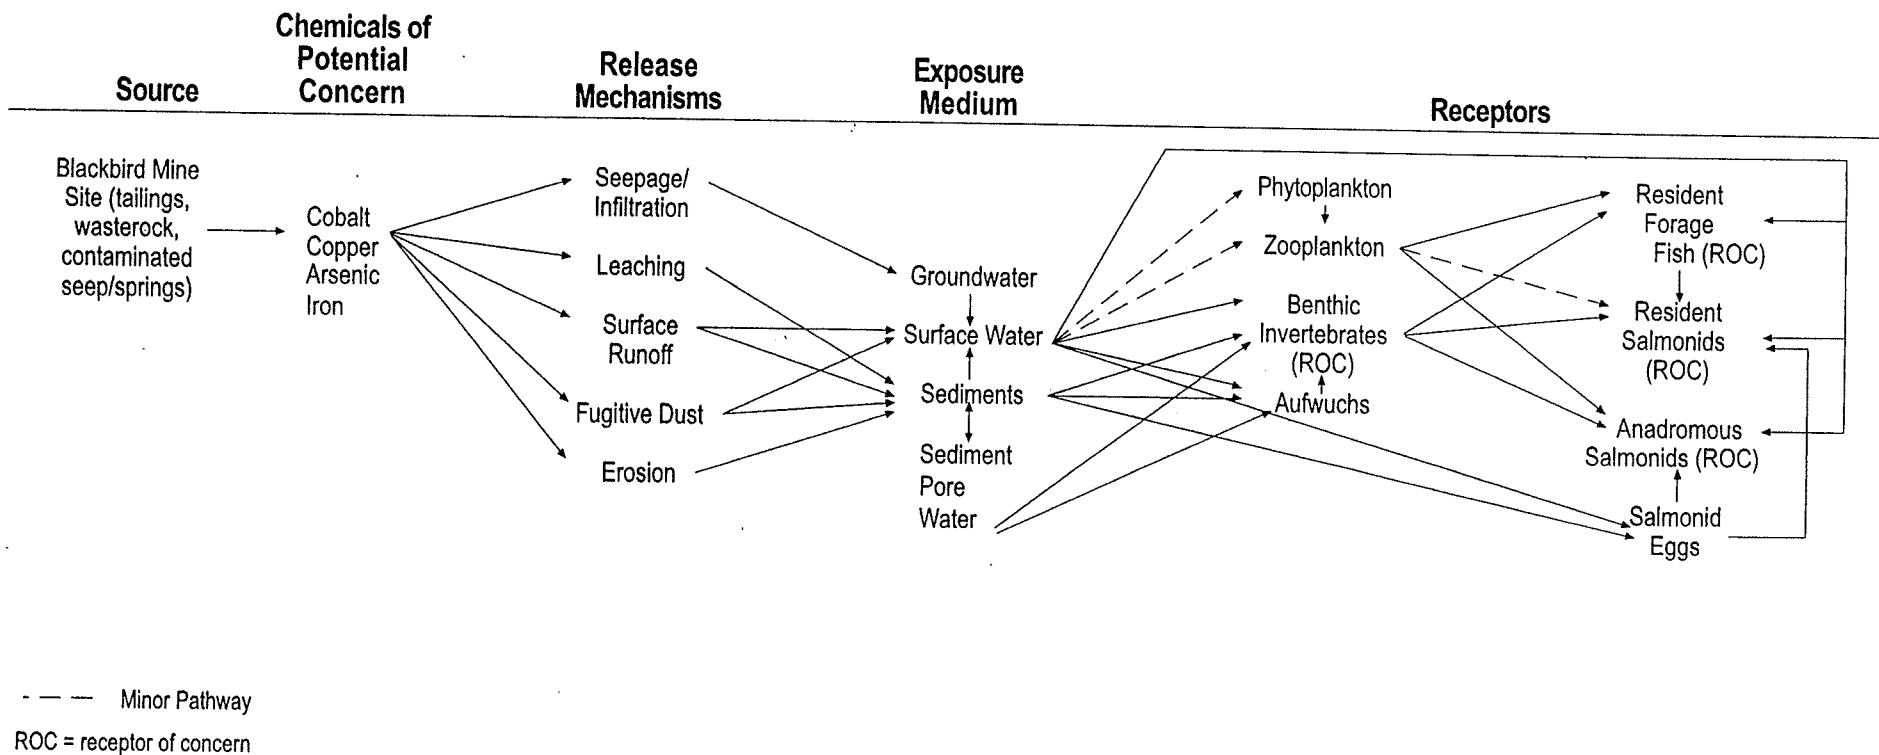 Source
Chemicals of
Potential
Concern
Release
Mechanisms
Exposure
Medium
Receptors
Blackbird Mine
Site (tailings,
wasterock,
contaminated
seep/springs)
Cobalt
Copper
Arsenic
Iron
Seepage/
Infiltration
Leaching
Surface
Runoff
Fugitive Dust
Erosion
Groundwater
Surface Water
Sediments
Sediment
Pore
Water
Phytoplankton
Zooplankton
Benthic
Invertebrates
(ROC)
Aufwuchs
Resident
Forage
Fish (ROC)
Resident
Salmonids
(ROC)
Anadromous
Salmonids (ROC)
Salmonid
Eggs
Minor Pathway
ROC = receptor of concern